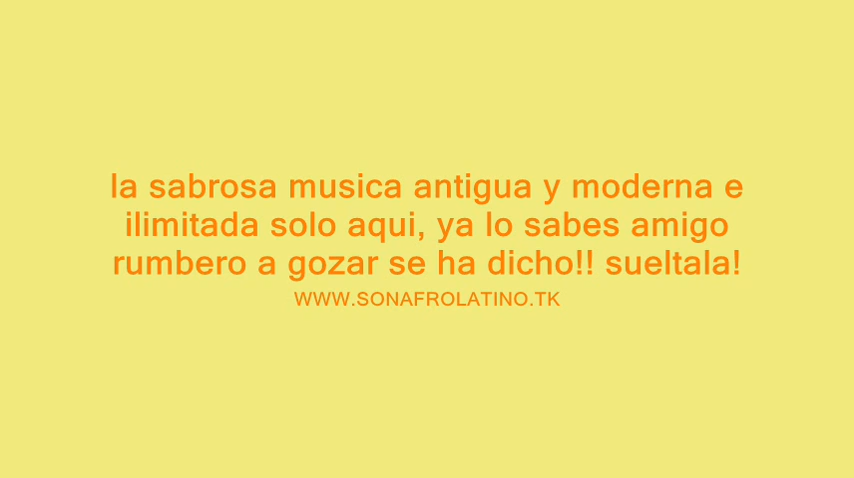 la sabrosa musica antigua y moderna e
ilimitada solo aqui, ya lo sabes amigo
rumbero a gozar se ha dicho!! sueltala!
WWW.SONAFROLATINO.TK